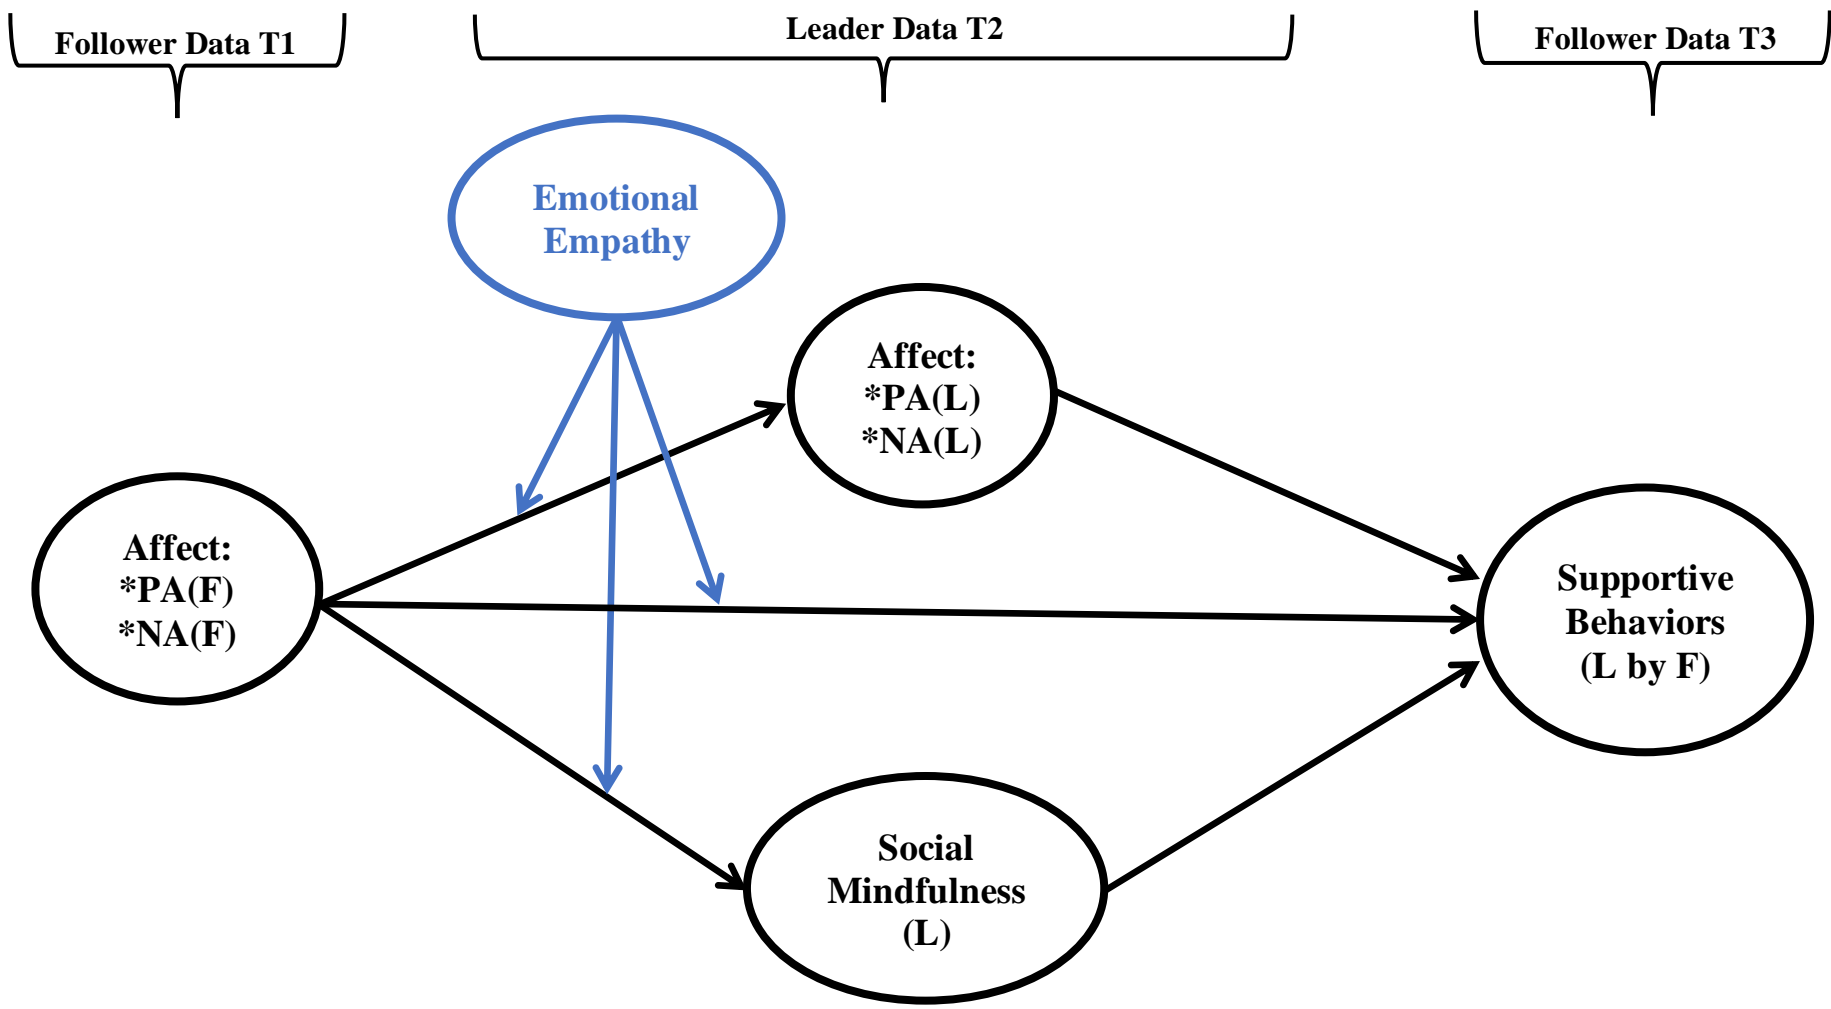 Follower Data T1
Leader Data T2
Follower Data T3
Emotional
Empathy
Affect:
*PA(L)
*NA(L)
Affect:
*PA(F)
*NA(F)
Supportive
Behaviors
(L by F)
Social
Mindfulness
(L)